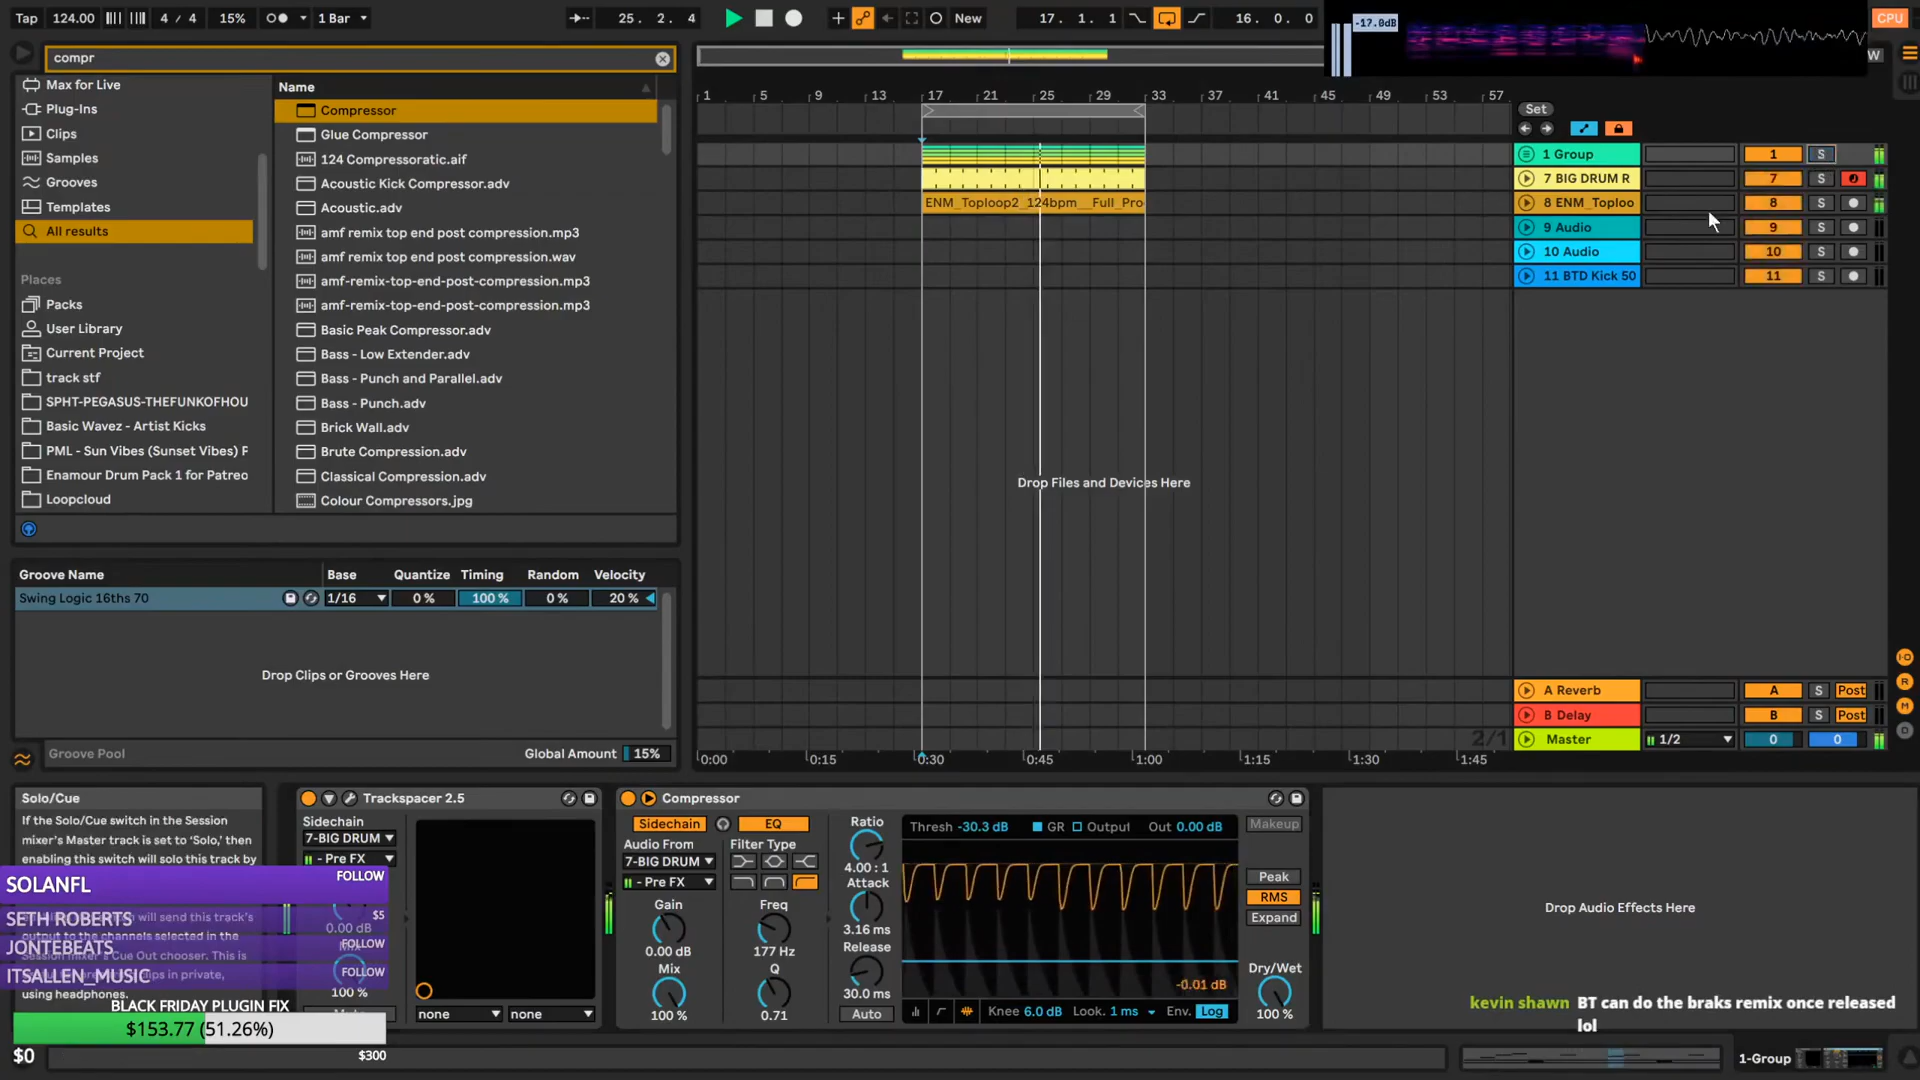 Tap 124.00 4 / 4 15% 1 Bar 25. 2. 4 New 17. 1. 1 16. 0. 0 -17.0dB CPU
compr W
Max for Live
Plug-Ins
Clips
Samples
Grooves
Templates
All results
Places
Packs
User Library
Current Project
track stf
SPHT-PEGASUS-THEFUNKOFHOU
Basic Wavez - Artist Kicks
PML - Sun Vibes (Sunset Vibes) F
Enamour Drum Pack 1 for Patreo
Loopcloud
Name
Compressor
Glue Compressor
124 Compressoratic.aif
Acoustic Kick Compressor.adv
Acoustic.adv
amf remix top end post compression.mp3
amf remix top end post compression.wav
amf-remix-top-end-post-compression.mp3
amf-remix-top-end-post-compression.mp3
Basic Peak Compressor.adv
Bass - Low Extender.adv
Bass - Punch and Parallel.adv
Bass - Punch.adv
Brick Wall.adv
Brute Compression.adv
Classical Compression.adv
Colour Compressors.jpg
1 5 9 13 17 21 25 29 33 37 41 45 49 53 57
ENM_Toploop2_124bpm__Full_Pro
Drop Files and Devices Here
2/1
0:00 0:15 0:30 0:45 1:00 1:15 1:30 1:45
Set
1 Group 1 S
7 BIG DRUM R 7 S
8 ENM_Toploo 8 S
9 Audio 9 S
10 Audio 10 S
11 BTD Kick 50 11 S
A Reverb A S Post
B Delay B S Post
Master 1/2 0 0
I-O
R
M
D
Groove Name Base Quantize Timing Random Velocity
Swing Logic 16ths 70 1/16 0 % 100 % 0 % 20 %
Drop Clips or Grooves Here
Groove Pool Global Amount 15%
Solo/Cue
If the Solo/Cue switch in the Session
mixer's Master track is set to 'Solo,' then
enabling this switch will solo this track by
SOLANFL FOLLOW
SETH ROBERTS $5
JONTEBEATS FOLLOW
ITSALLEN_MUSIC FOLLOW
using headphones.
BLACK FRIDAY PLUGIN FIX
$153.77 (51.26%)
$0 $300
Trackspacer 2.5
Sidechain
7-BIG DRUM
- Pre FX
0.00 dB
100 %
none none
Compressor
Sidechain EQ
Audio From Filter Type
7-BIG DRUM
- Pre FX
Gain Freq
0.00 dB 177 Hz
Mix Q
100 % 0.71
Ratio
4.00 : 1
Attack
3.16 ms
Release
30.0 ms
Auto
Thresh -30.3 dB GR Output Out 0.00 dB
-0.01 dB
Knee 6.0 dB Look. 1 ms Env. Log
Makeup
Peak
RMS
Expand
Dry/Wet
100 %
Drop Audio Effects Here
kevin shawn BT can do the braks remix once released
lol
1-Group